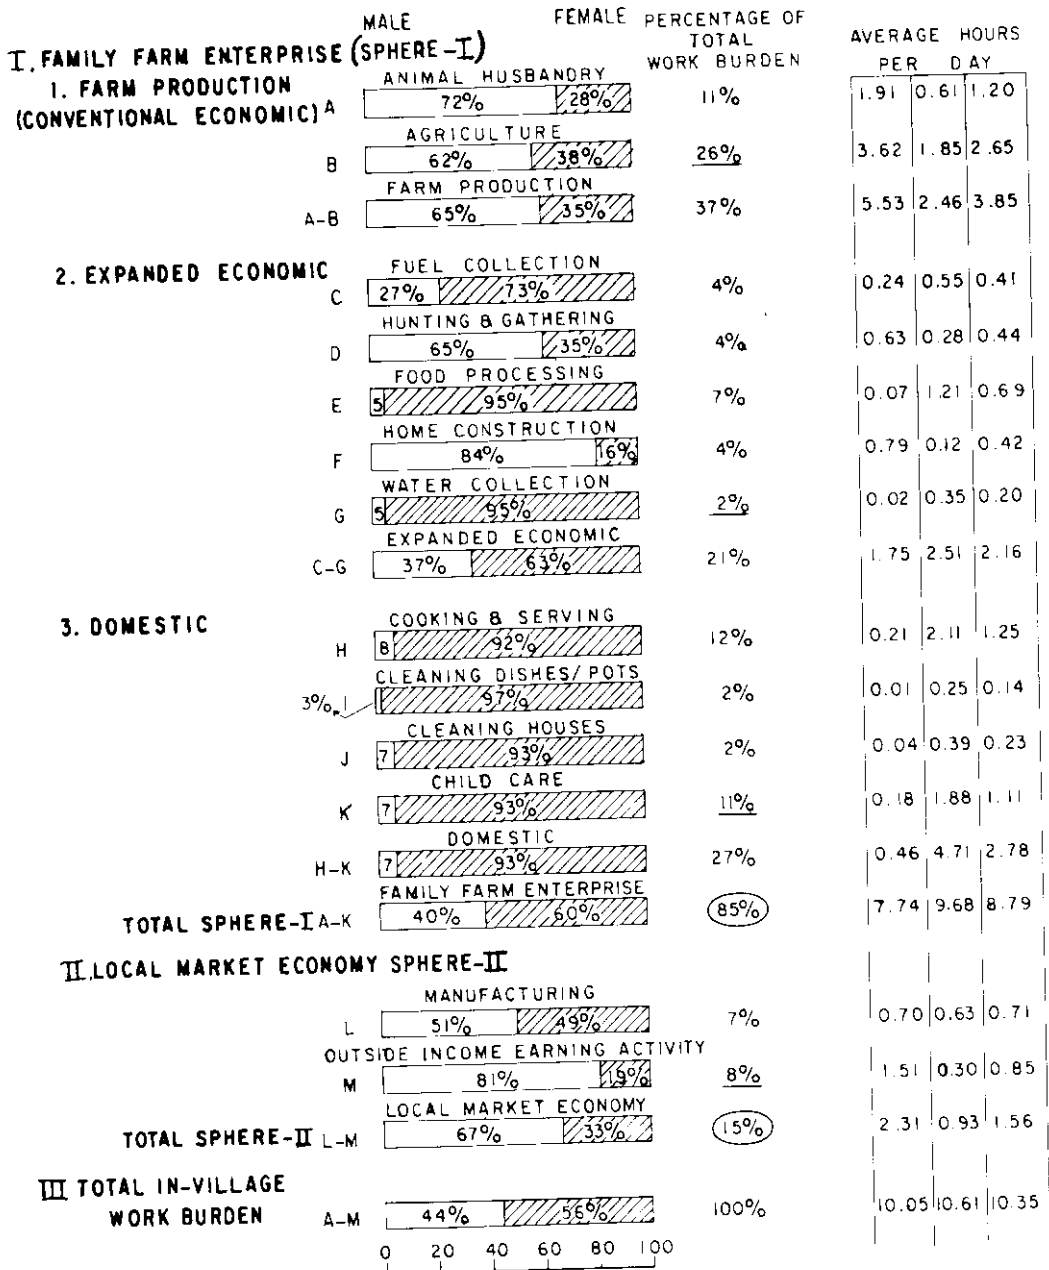 MALE FEMALE PERCENTAGE OF TOTAL WORK BURDEN AVERAGE HOURS PER DAY
I. FAMILY FARM ENTERPRISE (SPHERE-I)
1. FARM PRODUCTION
(CONVENTIONAL ECONOMIC)
ANIMAL HUSBANDRY
A 72% 28% 11% 1.91 0.61 1.20
AGRICULTURE
B 62% 38% 26% 3.62 1.85 2.65
FARM PRODUCTION
A-B 65% 35% 37% 5.53 2.46 3.85
2. EXPANDED ECONOMIC
FUEL COLLECTION
C 27% 73% 4% 0.24 0.55 0.41
HUNTING & GATHERING
D 65% 35% 4% 0.63 0.28 0.44
FOOD PROCESSING
E 5 95% 7% 0.07 1.21 0.69
HOME CONSTRUCTION
F 84% 16% 4% 0.79 0.12 0.42
WATER COLLECTION
G 5 95% 2% 0.02 0.35 0.20
EXPANDED ECONOMIC
C-G 37% 63% 21% 1.75 2.51 2.16
3. DOMESTIC
COOKING & SERVING
H 8 92% 12% 0.21 2.11 1.25
CLEANING DISHES/POTS
3% I 97% 2% 0.01 0.25 0.14
CLEANING HOUSES
J 7 93% 2% 0.04 0.39 0.23
CHILD CARE
K 7 93% 11% 0.18 1.88 1.11
DOMESTIC
H-K 7 93% 27% 0.46 4.71 2.78
FAMILY FARM ENTERPRISE
TOTAL SPHERE-I A-K 40% 60% 85% 7.74 9.68 8.79
II. LOCAL MARKET ECONOMY SPHERE-II
MANUFACTURING
L 51% 49% 7% 0.70 0.63 0.71
OUTSIDE INCOME EARNING ACTIVITY
M 81% 19% 8% 1.51 0.30 0.85
LOCAL MARKET ECONOMY
TOTAL SPHERE-II L-M 67% 33% 15% 2.31 0.93 1.56
III TOTAL IN-VILLAGE
WORK BURDEN A-M 44% 56% 100% 10.05 10.61 10.35
0 20 40 60 80 100